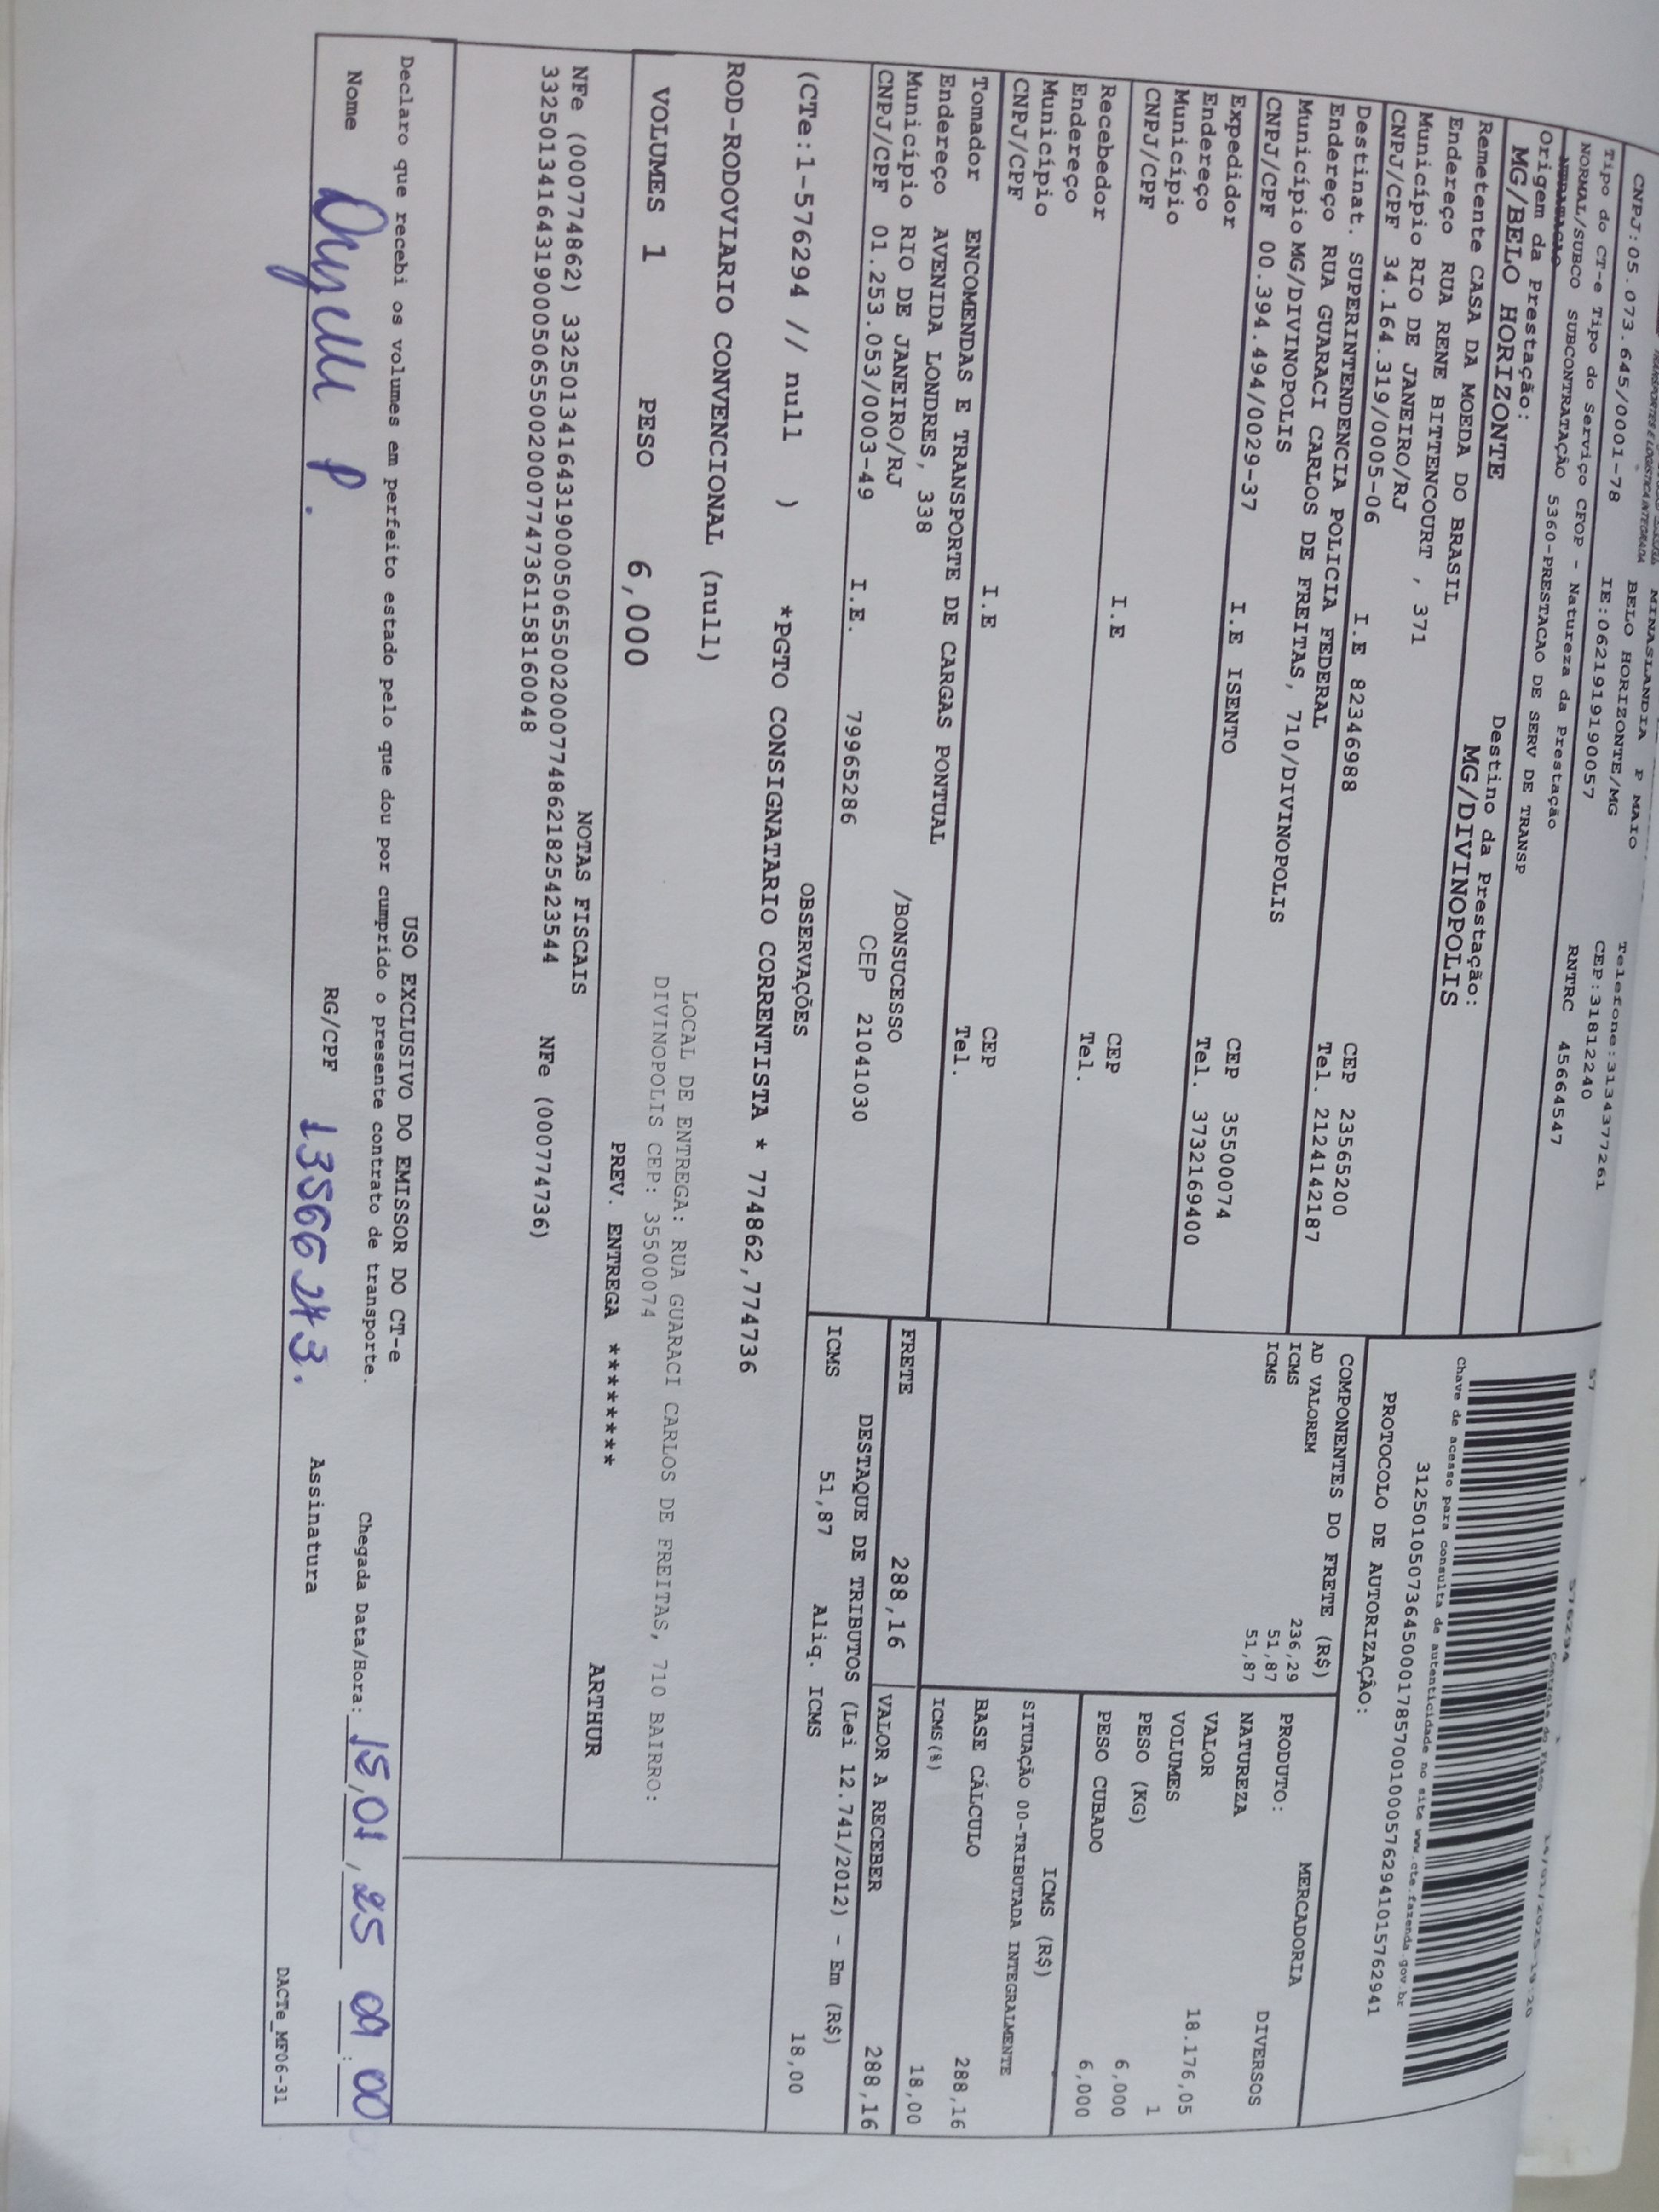 TRANSPORTES E LOGÍSTICA INTEGRADA
MINASLANDIA P MAIO
BELO HORIZONTE/MG
Telefone:3134377261
CNPJ:05.073.645/0001-78 IE:0621919190057 CEP:31812240
Tipo do CT-e Tipo do Serviço CFOP - Natureza da Prestação RNTRC 45664547
NORMAL/SUBCO SUBCONTRATAÇÃO 5360-PRESTACAO DE SERV DE TRANSP
Origem da Prestação: Destino da Prestação:
MG/BELO HORIZONTE MG/DIVINOPOLIS
Remetente CASA DA MOEDA DO BRASIL
Endereço RUA RENE BITTENCOURT , 371
Município RIO DE JANEIRO/RJ CEP 23565200
CNPJ/CPF 34.164.319/0005-06 I.E 82346988 Tel. 2124142187
Destinat. SUPERINTENDENCIA POLICIA FEDERAL
Endereço RUA GUARACI CARLOS DE FREITAS, 710/DIVINOPOLIS
Município MG/DIVINOPOLIS CEP 35500074
CNPJ/CPF 00.394.494/0029-37 I.E ISENTO Tel. 3732169400
Expedidor
Endereço
Município CEP
CNPJ/CPF I.E Tel.
Recebedor
Endereço
Município CEP
CNPJ/CPF I.E Tel.
Tomador ENCOMENDAS E TRANSPORTE DE CARGAS PONTUAL
Endereço AVENIDA LONDRES, 338 /BONSUCESSO
Município RIO DE JANEIRO/RJ CEP 21041030
CNPJ/CPF 01.253.053/0003-49 I.E. 79965286
57 1 576294
Controle do Fisco
Chave de acesso para consulta de autenticidade no site www.cte.fazenda.gov.br
31250105073645000178570010005762941015762941
PROTOCOLO DE AUTORIZAÇÃO:
COMPONENTES DO FRETE (R$)
AD VALOREM 236,29
ICMS 51,87
ICMS 51,87
MERCADORIA
PRODUTO:
NATUREZA DIVERSOS
VALOR 18.176,05
VOLUMES 1
PESO (KG) 6,000
PESO CUBADO 6,000
ICMS (R$)
SITUAÇÃO 00-TRIBUTADA INTEGRALMENTE
BASE CÁLCULO 288,16
ICMS(%) 18,00
FRETE 288,16 VALOR A RECEBER 288,16
DESTAQUE DE TRIBUTOS (Lei 12.741/2012) - Em (R$)
ICMS 51,87 Aliq. ICMS 18,00
OBSERVAÇÕES
(CTe:1-576294 // null ) *PGTO CONSIGNATARIO CORRENTISTA * 774862,774736
ROD-RODOVIARIO CONVENCIONAL (null)
LOCAL DE ENTREGA: RUA GUARACI CARLOS DE FREITAS, 710 BAIRRO:
DIVINOPOLIS CEP: 35500074
VOLUMES 1 PESO 6,000 PREV. ENTREGA ******* ARTHUR
NOTAS FISCAIS
NFe (000774862) 33250134164319000506550020007748621825423544 NFe (000774736)
33250134164319000506550020007747361158160048
USO EXCLUSIVO DO EMISSOR DO CT-e
Declaro que recebi os volumes em perfeito estado pelo que dou por cumprido o presente contrato de transporte.
Chegada Data/Hora: 15,01,25 09:00
Nome RG/CPF 13566243. Assinatura
DACTe_MF06-31